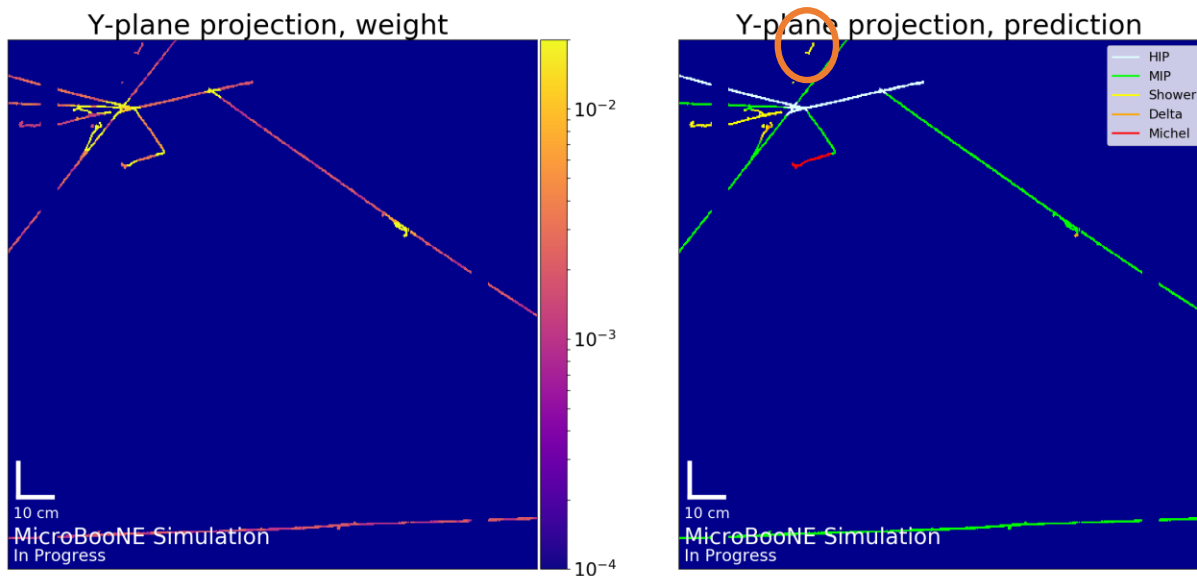 Y-plane projection, weight
10⁻²
10⁻³
10⁻⁴
10 cm
MicroBooNE Simulation
In Progress
Y-plane projection, prediction
HIP
MIP
Shower
Delta
Michel
10 cm
MicroBooNE Simulation
In Progress